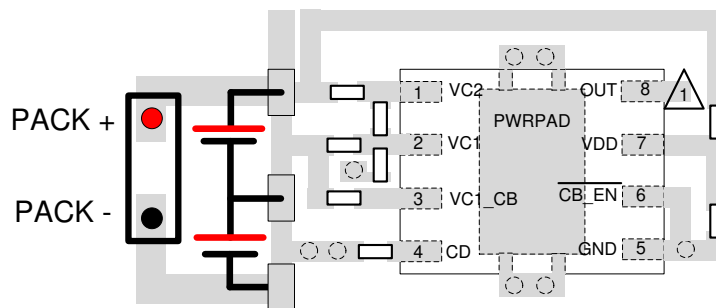 PACK +
PACK -
1 VC2
2 VC1
3 VC1_CB
4 CD
PWRPAD
OUT 8
VDD 7
CB_EN 6
GND 5
1